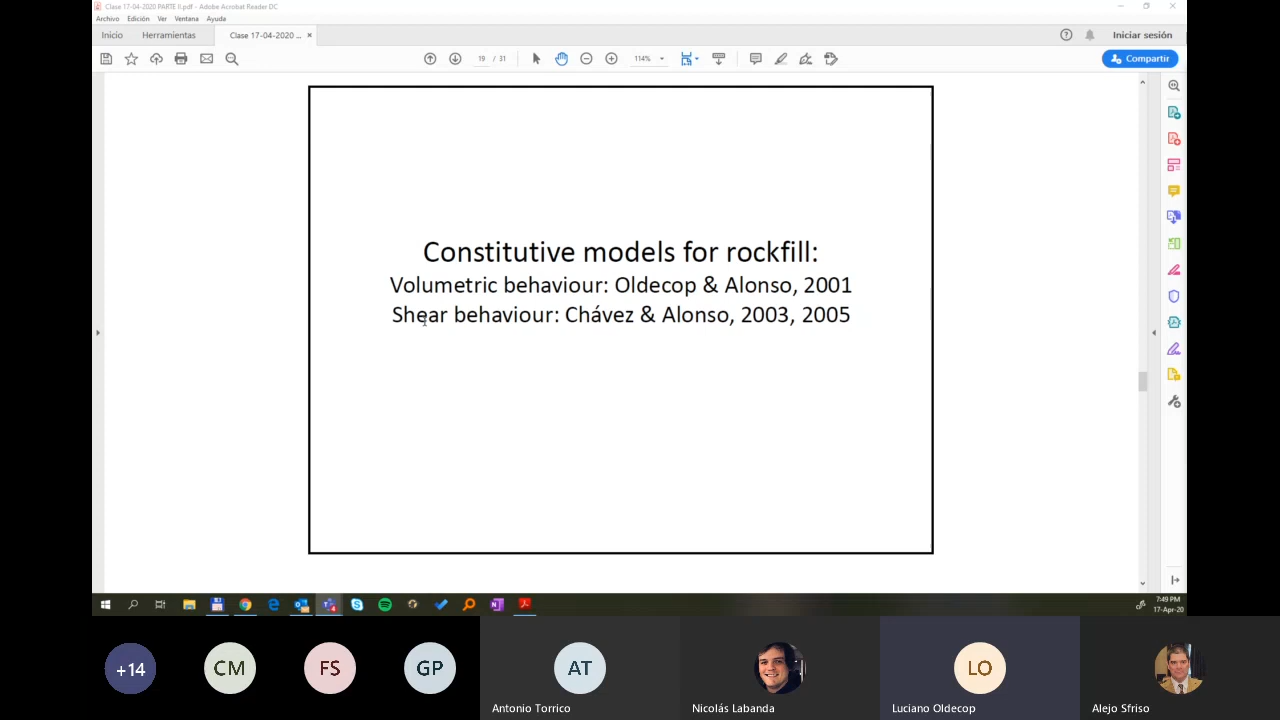 Clase 17-04-2020 PARTE II.pdf - Adobe Acrobat Reader DC
Archivo Edición Ver Ventana Ayuda
Inicio Herramientas Clase 17-04-2020 ... × Iniciar sesión
19 / 31 114% Compartir
Constitutive models for rockfill:
Volumetric behaviour: Oldecop & Alonso, 2001
Shear behaviour: Chávez & Alonso, 2003, 2005
7:49 PM
17-Apr-20
+14 CM FS GP AT LO
Antonio Torrico Nicolás Labanda Luciano Oldecop Alejo Sfriso